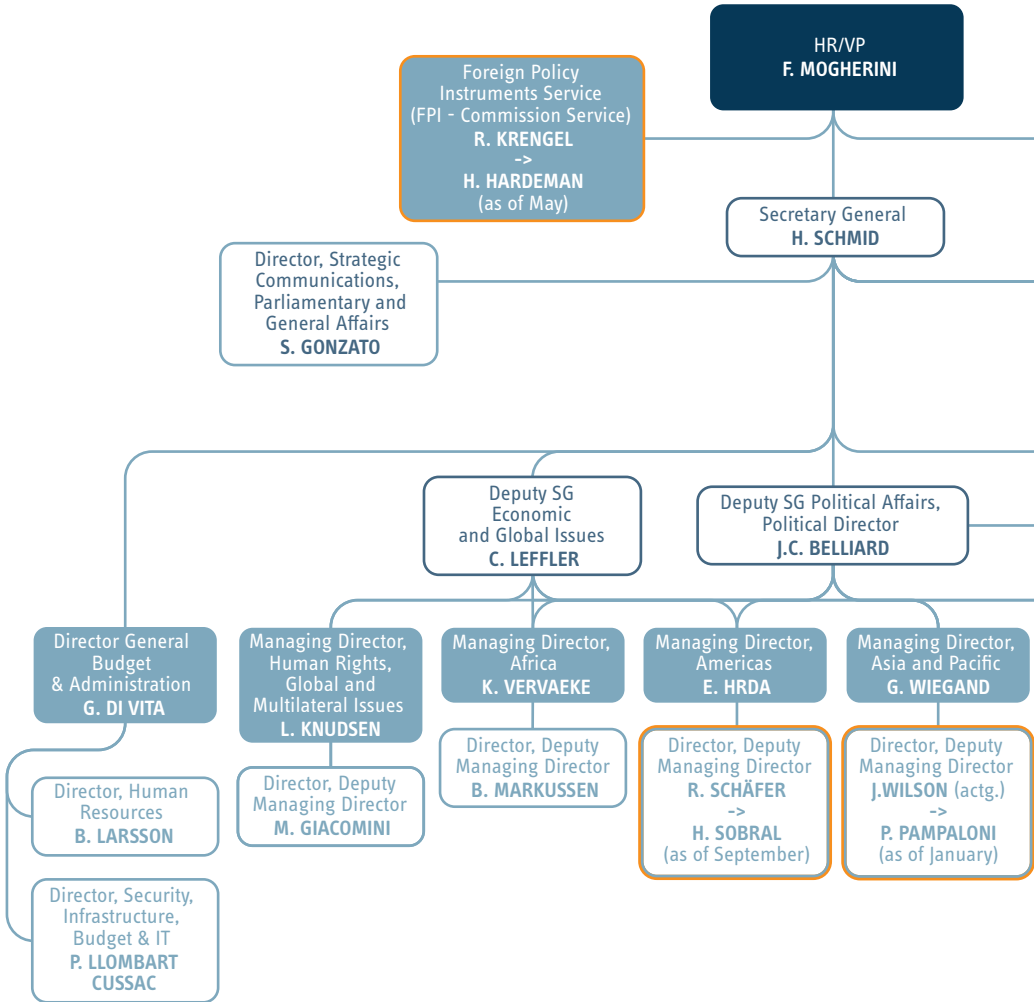 HR/VP
F. MOGHERINI
Foreign Policy
Instruments Service
(FPI - Commission Service)
R. KRENGEL
->
H. HARDEMAN
(as of May)
Secretary General
H. SCHMID
Director, Strategic
Communications,
Parliamentary and
General Affairs
S. GONZATO
Deputy SG
Economic
and Global Issues
C. LEFFLER
Deputy SG Political Affairs,
Political Director
J.C. BELLIARD
Director General
Budget
& Administration
G. DI VITA
Managing Director,
Human Rights,
Global and
Multilateral Issues
L. KNUDSEN
Managing Director,
Africa
K. VERVAEKE
Managing Director,
Americas
E. HRDA
Managing Director,
Asia and Pacific
G. WIEGAND
Director, Human
Resources
B. LARSSON
Director, Deputy
Managing Director
M. GIACOMINI
Director, Deputy
Managing Director
B. MARKUSSEN
Director, Deputy
Managing Director
R. SCHÄFER
->
H. SOBRAL
(as of September)
Director, Deputy
Managing Director
J.WILSON (actg.)
->
P. PAMPALONI
(as of January)
Director, Security,
Infrastructure,
Budget & IT
P. LLOMBART
CUSSAC